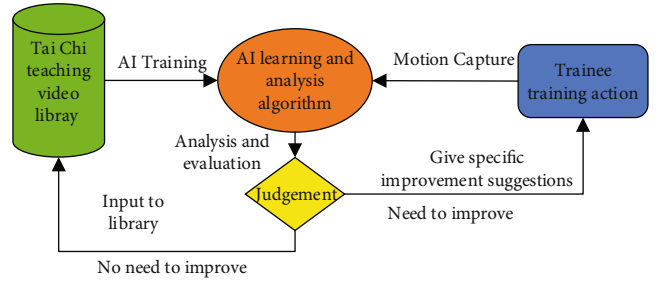 Tai Chi
teaching
video
libray
AI Training
AI learning and
analysis
algorithm
Motion Capture
Trainee
training action
Analysis and
evaluation
Judgement
Give specific
improvement suggestions
Need to improve
Input to
library
No need to improve